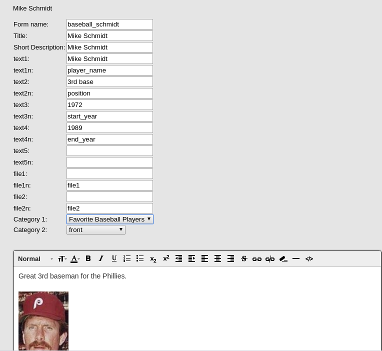 Mike Schmidt
Form name: baseball_schmidt
Title: Mike Schmidt
Short Description: Mike Schmidt
text1: Mike Schmidt
text1n: player_name
text2: 3rd base
text2n: position
text3: 1972
text3n: start_year
text4: 1989
text4n: end_year
text5:
text5n:
file1:
file1n: file1
file2:
file2n: file2
Category 1: Favorite Baseball Players
Category 2: front
Normal
Great 3rd baseman for the Phillies.